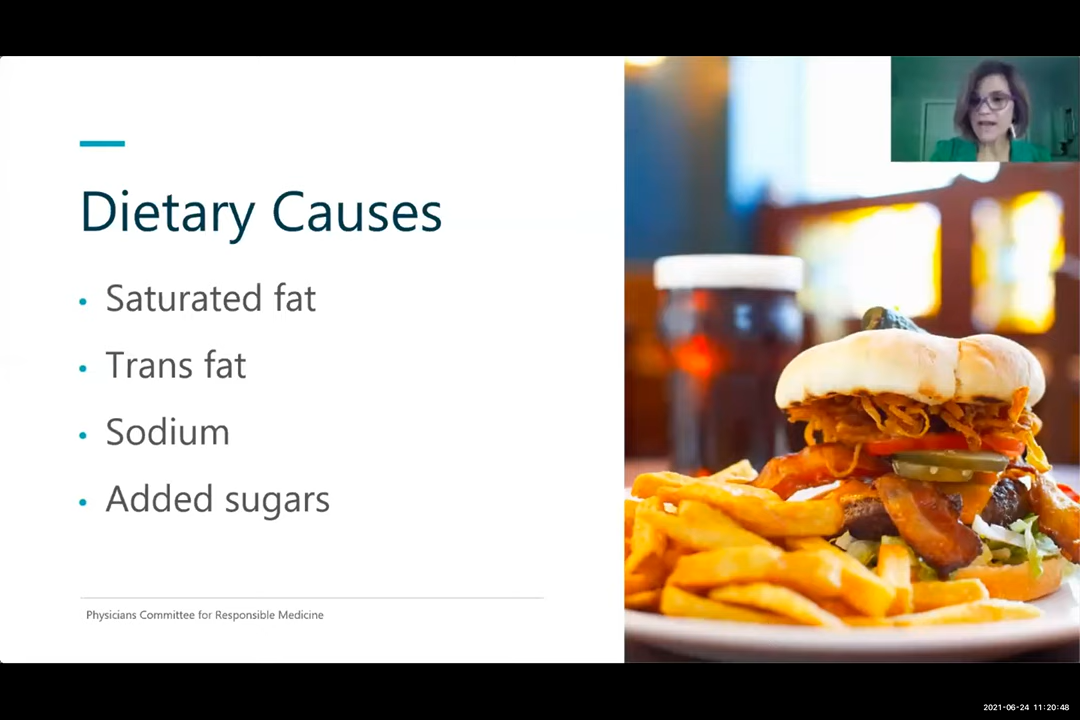 Dietary Causes
• Saturated fat
• Trans fat
• Sodium
• Added sugars
Physicians Committee for Responsible Medicine
2021-06-24 11:20:48